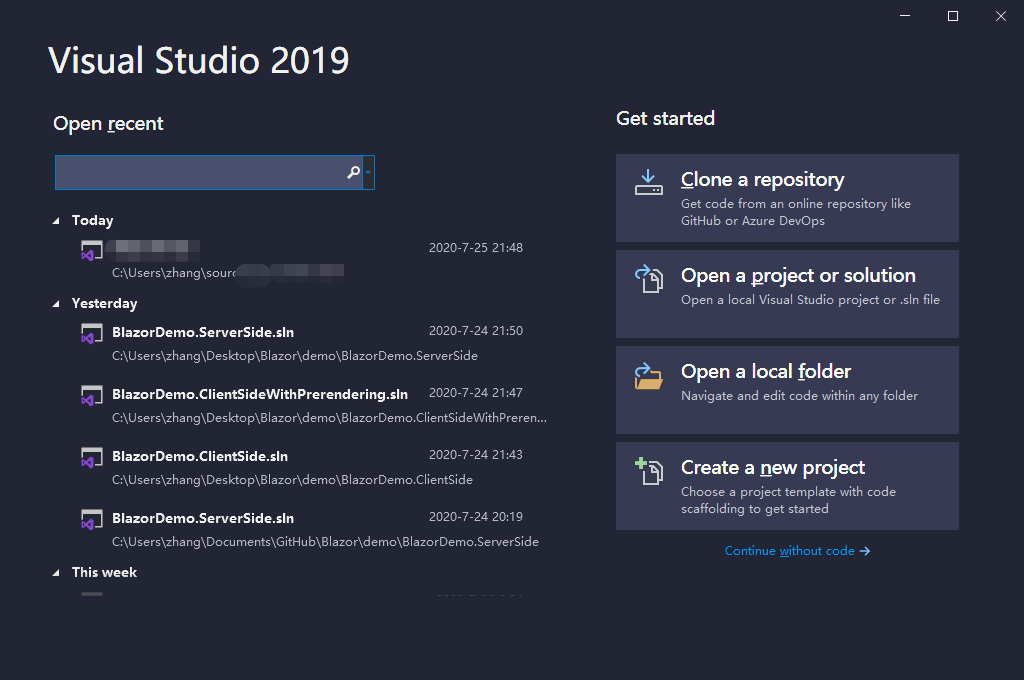 Visual Studio 2019
Open recent
Today
2020-7-25 21:48
C:\Users\zhang\sourc
Yesterday
BlazorDemo.ServerSide.sln
2020-7-24 21:50
C:\Users\zhang\Desktop\Blazor\demo\BlazorDemo.ServerSide
BlazorDemo.ClientSideWithPrerendering.sln
2020-7-24 21:47
C:\Users\zhang\Desktop\Blazor\demo\BlazorDemo.ClientSideWithPreren...
BlazorDemo.ClientSide.sln
2020-7-24 21:43
C:\Users\zhang\Desktop\Blazor\demo\BlazorDemo.ClientSide
BlazorDemo.ServerSide.sln
2020-7-24 20:19
C:\Users\zhang\Documents\GitHub\Blazor\demo\BlazorDemo.ServerSide
This week
Get started
Clone a repository
Get code from an online repository like
GitHub or Azure DevOps
Open a project or solution
Open a local Visual Studio project or .sln file
Open a local folder
Navigate and edit code within any folder
Create a new project
Choose a project template with code
scaffolding to get started
Continue without code →